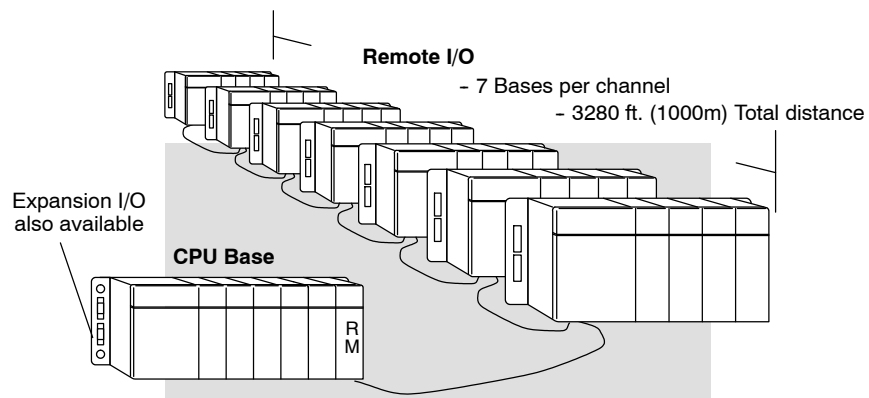 Remote I/O
- 7 Bases per channel
- 3280 ft. (1000m) Total distance
Expansion I/O
also available
CPU Base
R
M